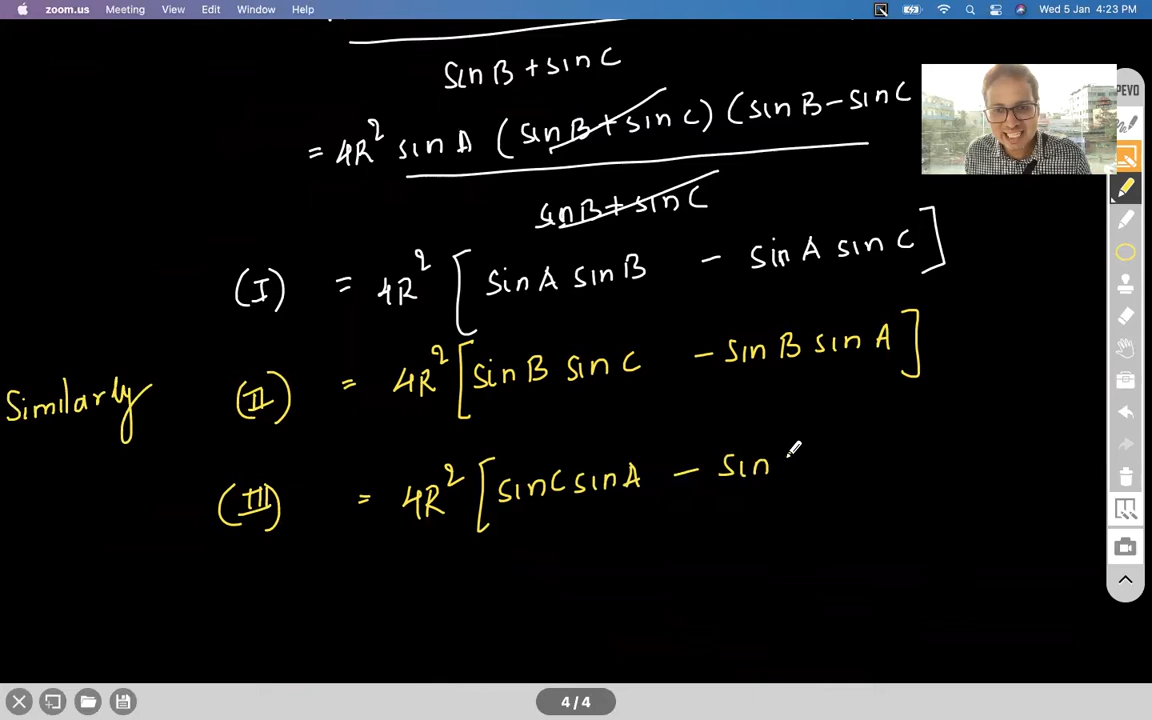 zoom.us Meeting View Edit Window Help Wed 5 Jan 4:23 PM
sin B + sin C
= 4R² sin A (sin B + sin C) (sin B - sin C
sin B + sin C
(I) = 4R² [ sin A sin B - sin A sin C ]
Similarly (II) = 4R² [ sin B sin C - sin B sin A ]
(III) = 4R² [ sin C sin A - sin
4/4